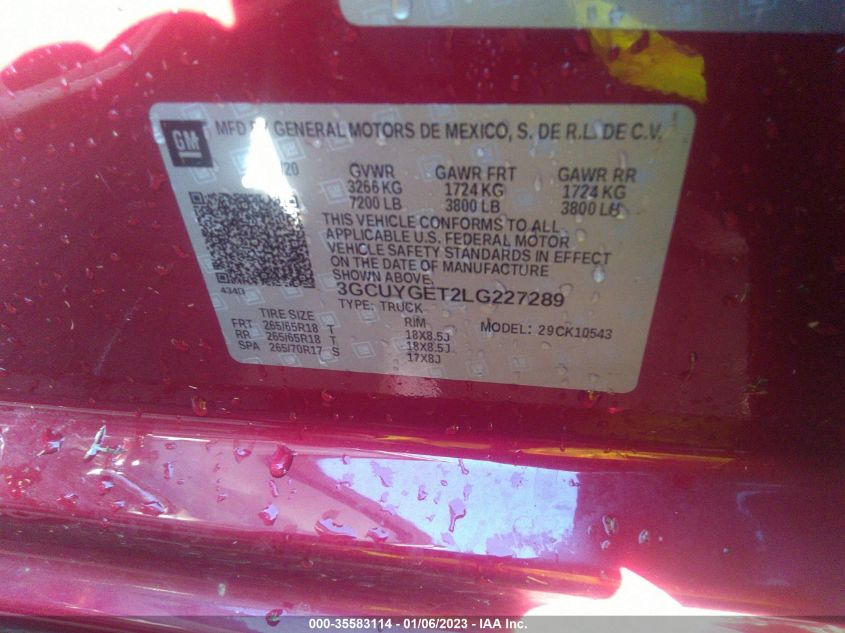 GM
MFD BY GENERAL MOTORS DE MEXICO, S. DE R.L. DE C.V.
/20 GVWR GAWR FRT GAWR RR
3266 KG 1724 KG 1724 KG
7200 LB 3800 LB 3800 LB
THIS VEHICLE CONFORMS TO ALL
APPLICABLE U.S. FEDERAL MOTOR
VEHICLE SAFETY STANDARDS IN EFFECT
ON THE DATE OF MANUFACTURE
SHOWN ABOVE.
434D
3GCUYGET2LG227289
TYPE: TRUCK
TIRE SIZE RIM MODEL: 29CK10543
FRT 265/65R18 T 18X8.5J
RR 265/65R18 T 18X8.5J
SPA 265/70R17 S 17X8J
000-35583114 - 01/06/2023 - IAA Inc.